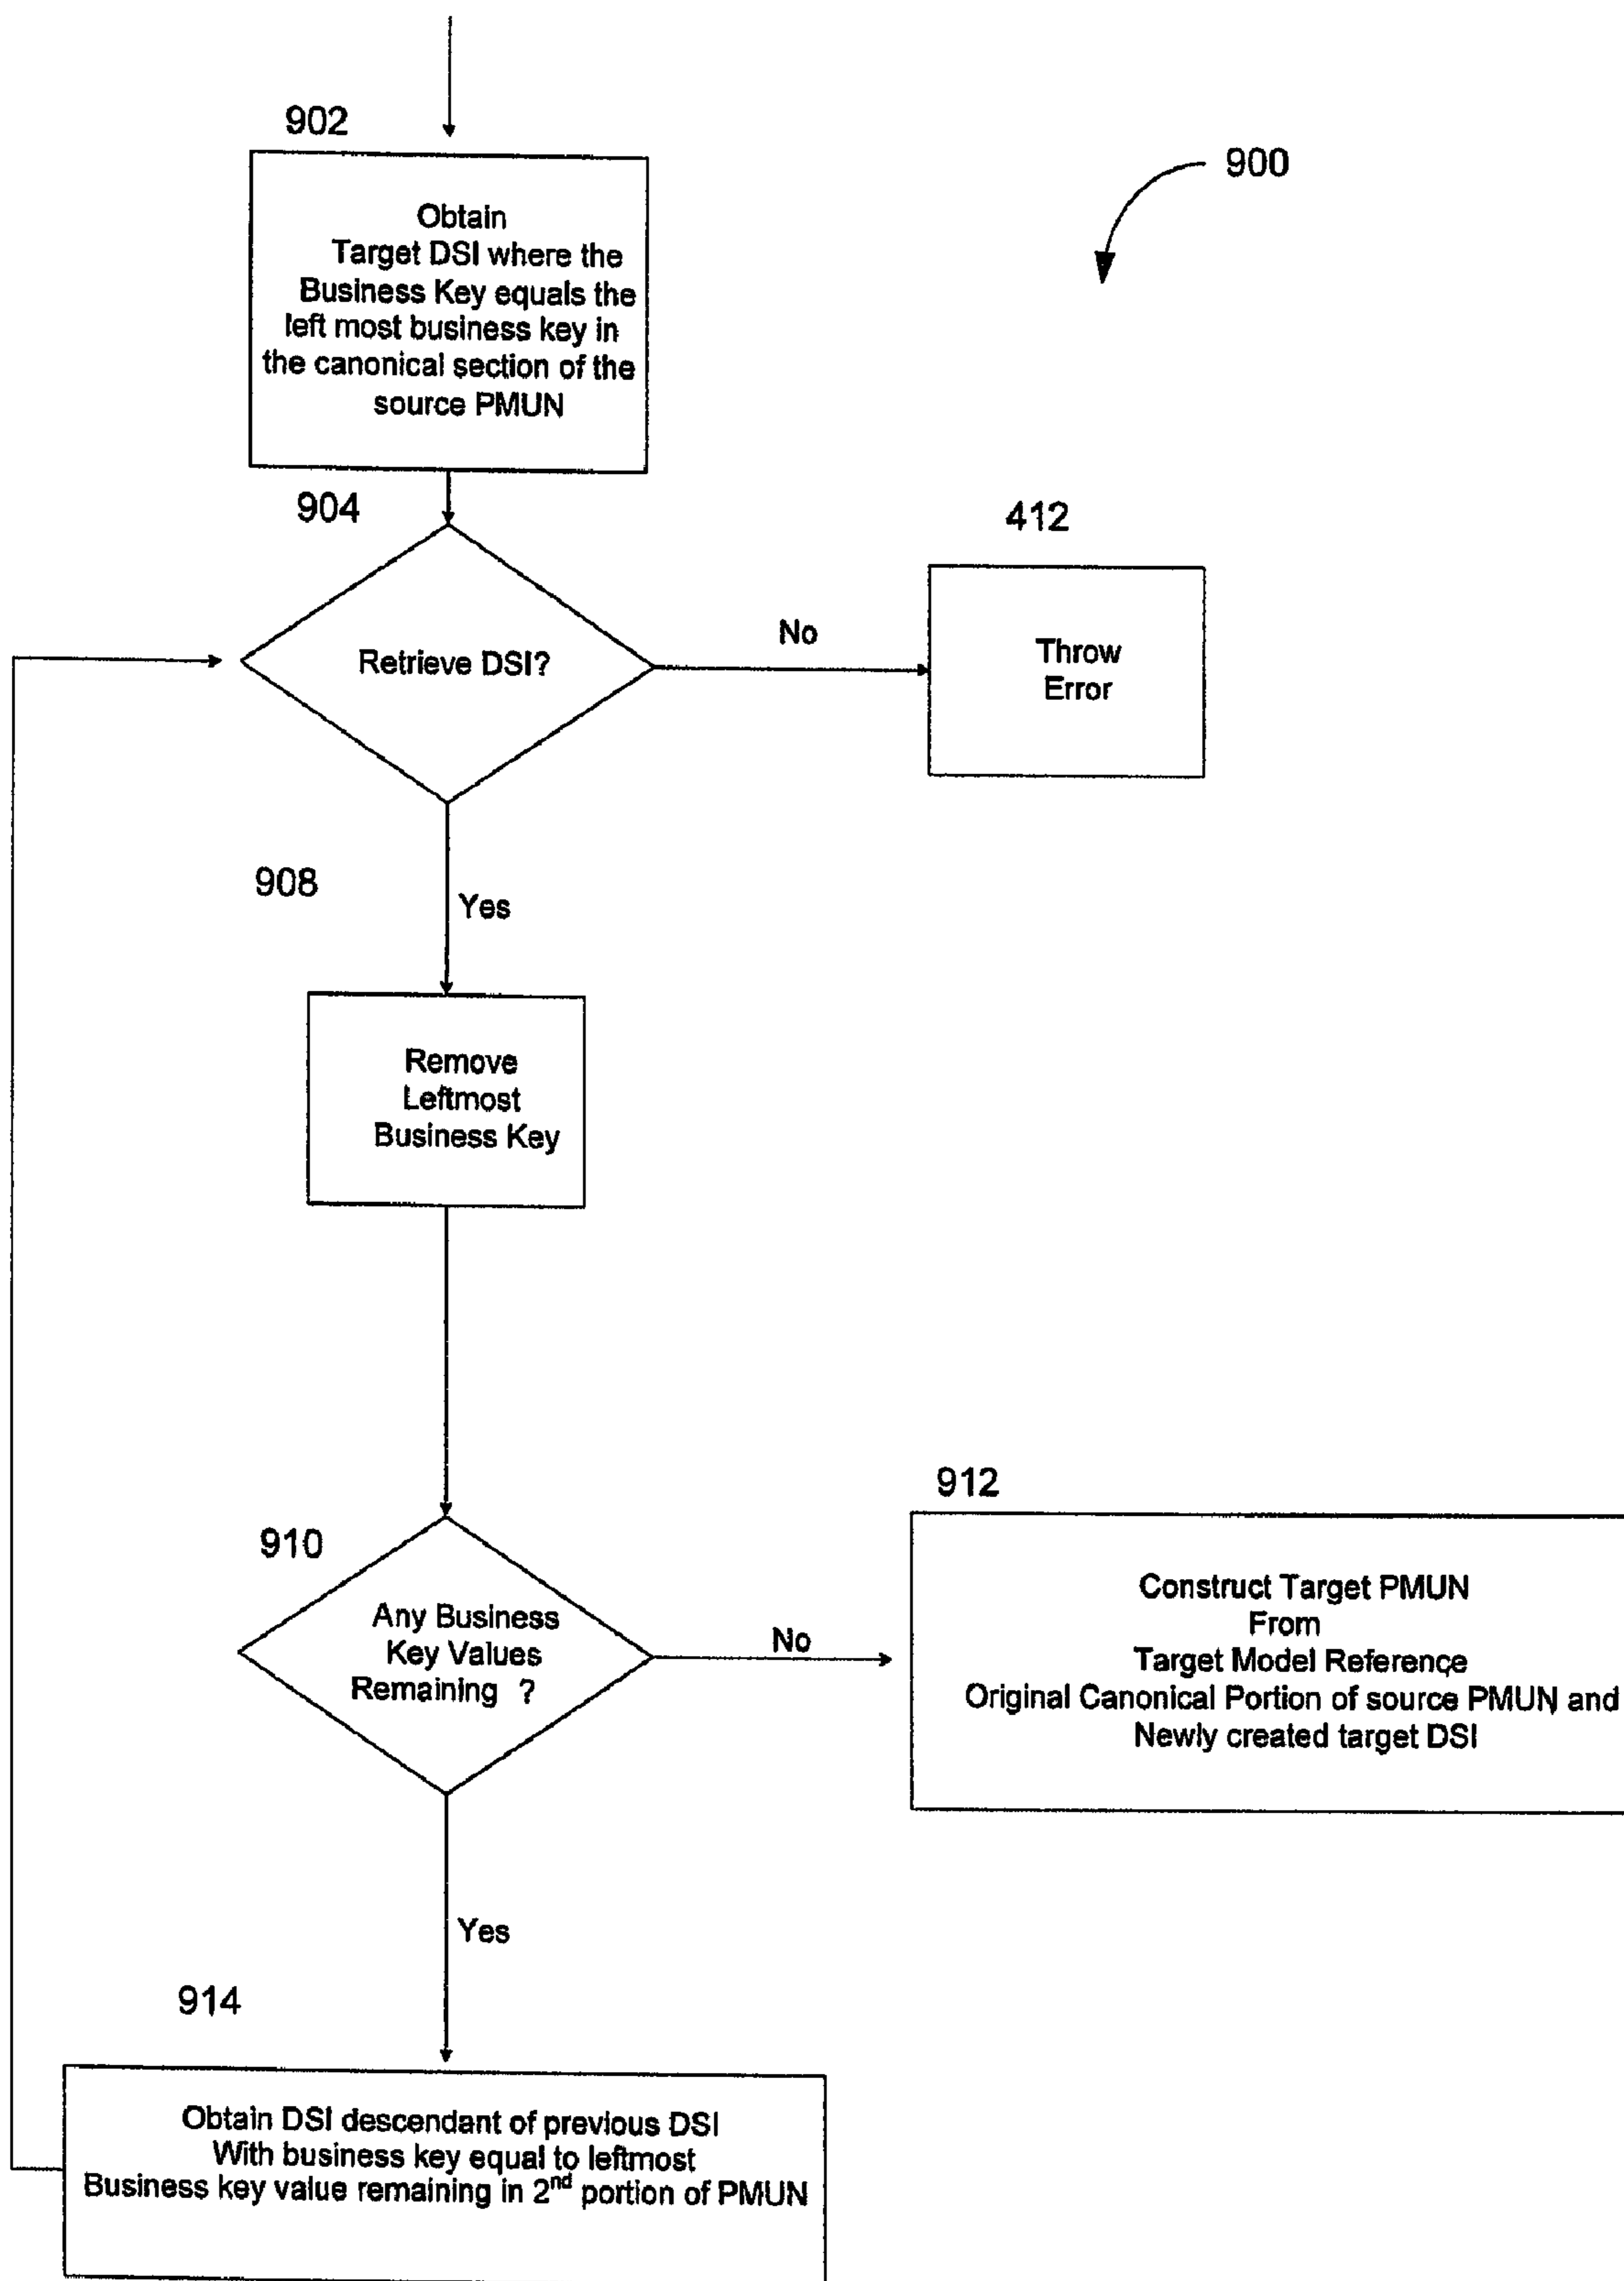 902
900
Obtain
Target DSI where the
Business Key equals the
left most business key in
the canonical section of the
source PMUN
904
412
Retrieve DSI?
No
Throw
Error
908
Yes
Remove
Leftmost
Business Key
910
912
Any Business
Key Values
Remaining ?
No
Construct Target PMUN
From
Target Model Reference
Original Canonical Portion of source PMUN and
Newly created target DSI
Yes
914
Obtain DSI descendant of previous DSI
With business key equal to leftmost
Business key value remaining in 2nd portion of PMUN